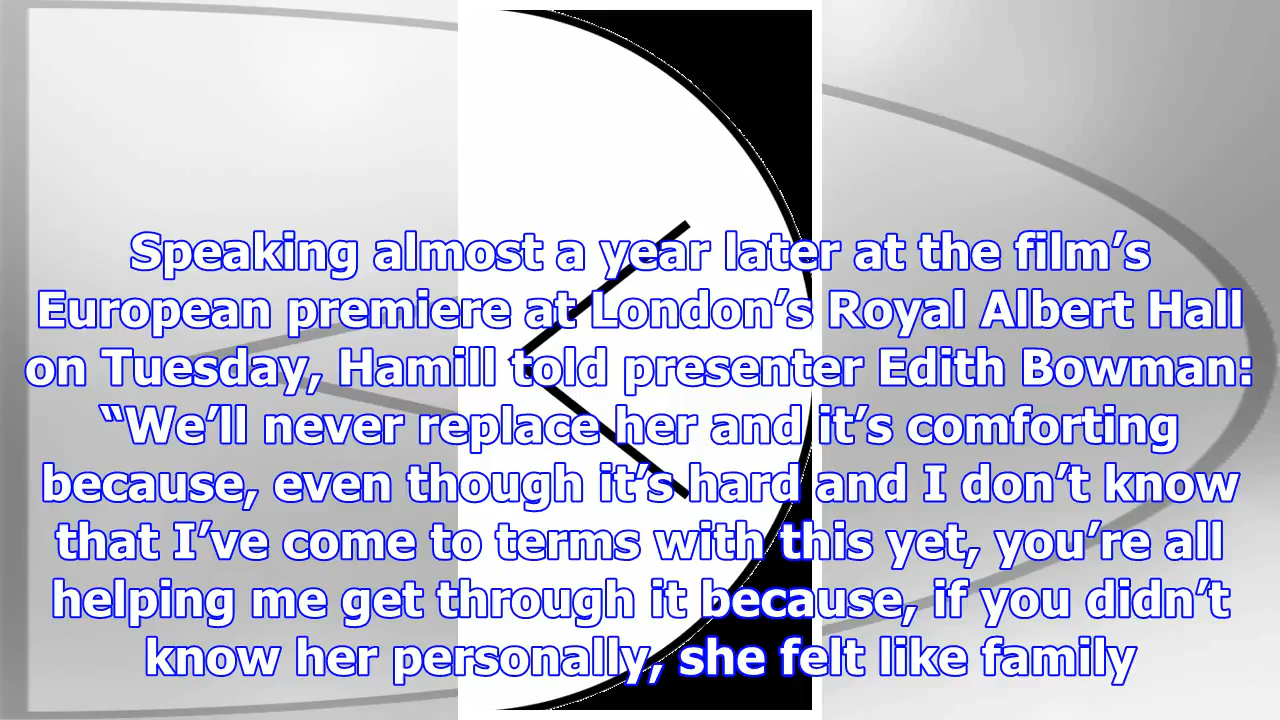 Speaking almost a year later at the film’s
European premiere at London’s Royal Albert Hall
on Tuesday, Hamill told presenter Edith Bowman:
“We’ll never replace her and it’s comforting
because, even though it’s hard and I don’t know
that I’ve come to terms with this yet, you’re all
helping me get through it because, if you didn’t
know her personally, she felt like family